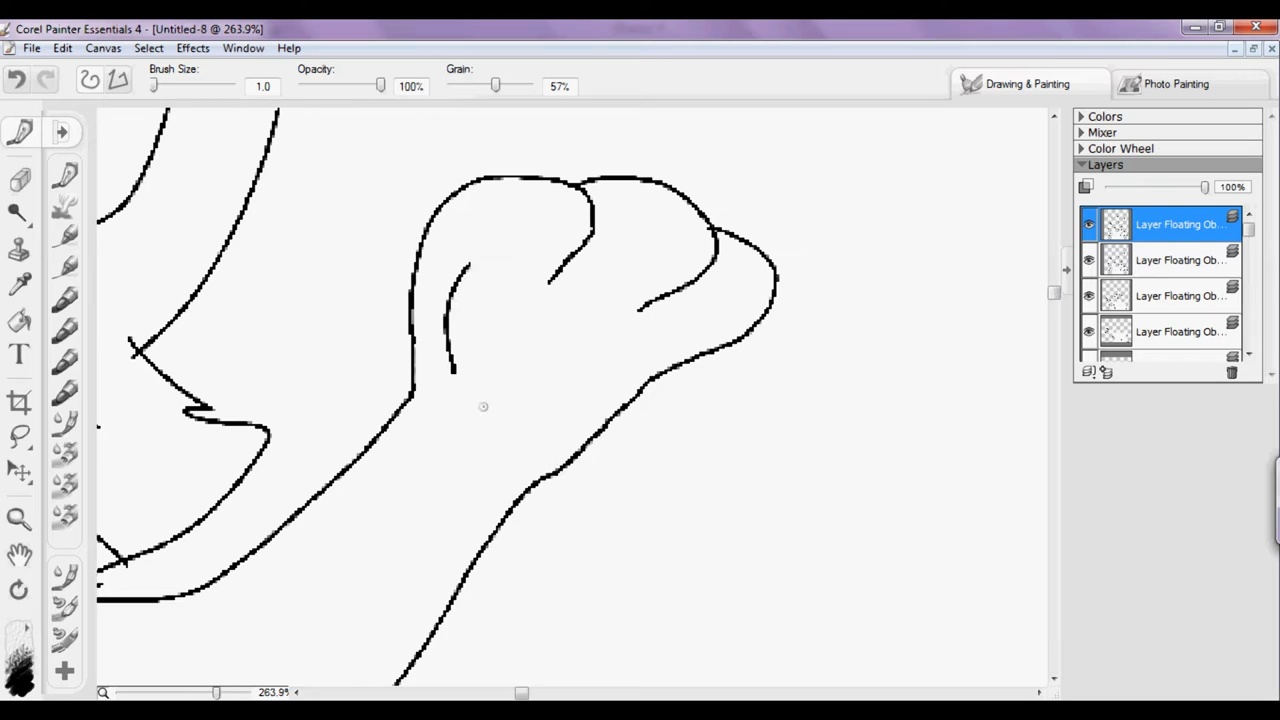 Corel Painter Essentials 4 - [Untitled-8 @ 263.9%]
File Edit Canvas Select Effects Window Help
Brush Size: 1.0 Opacity: 100% Grain: 57% Drawing & Painting Photo Painting
Colors
Mixer
Color Wheel
Layers
100%
Layer Floating Ob...
Layer Floating Ob...
Layer Floating Ob...
Layer Floating Ob...
T
263.9%